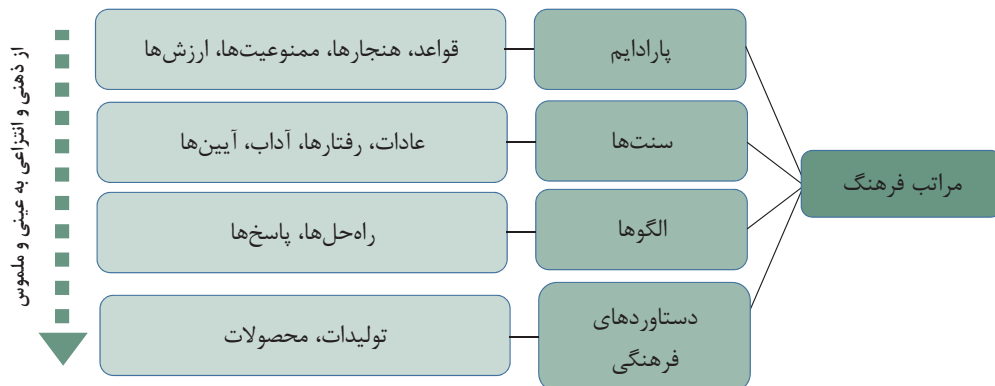 مراتب فرهنگ
پارادایم
قواعد، هنجارها، ممنوعیت‌ها، ارزش‌ها
سنت‌ها
عادات، رفتارها، آداب، آیین‌ها
الگوها
راه‌حل‌ها، پاسخ‌ها
دستاوردهای
فرهنگی
تولیدات، محصولات
از ذهنی و انتزاعی به عینی و ملموس